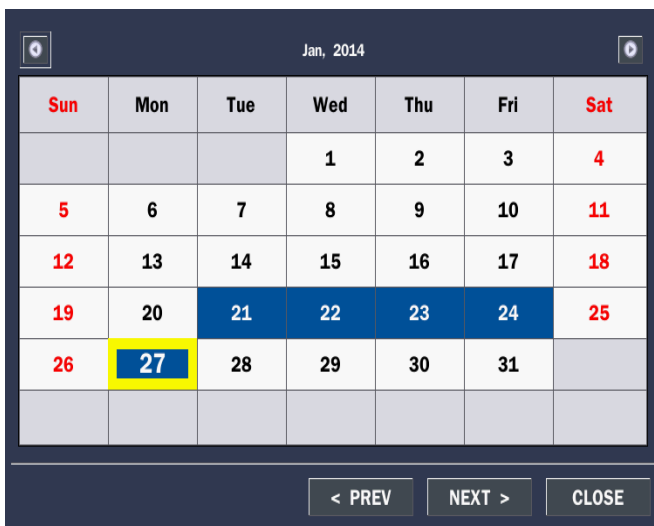 Jan, 2014
Sun Mon Tue Wed Thu Fri Sat
1 2 3 4
5 6 7 8 9 10 11
12 13 14 15 16 17 18
19 20 21 22 23 24 25
26 27 28 29 30 31
< PREV NEXT > CLOSE